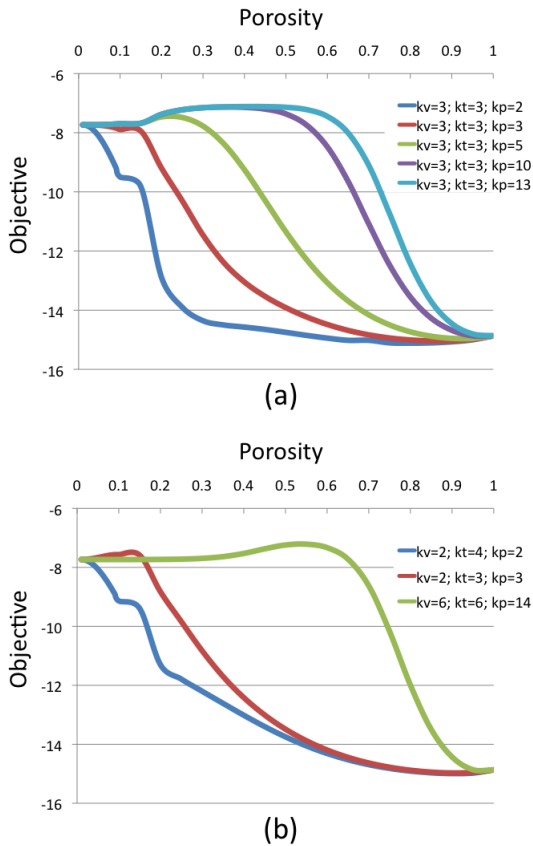 Porosity
0 0.1 0.2 0.3 0.4 0.5 0.6 0.7 0.8 0.9 1
-6
-8
-10
-12
-14
-16
Objective
kv=3; kt=3; kp=2
kv=3; kt=3; kp=3
kv=3; kt=3; kp=5
kv=3; kt=3; kp=10
kv=3; kt=3; kp=13
(a)
Porosity
0 0.1 0.2 0.3 0.4 0.5 0.6 0.7 0.8 0.9 1
-6
-8
-10
-12
-14
-16
Objective
kv=2; kt=4; kp=2
kv=2; kt=3; kp=3
kv=6; kt=6; kp=14
(b)